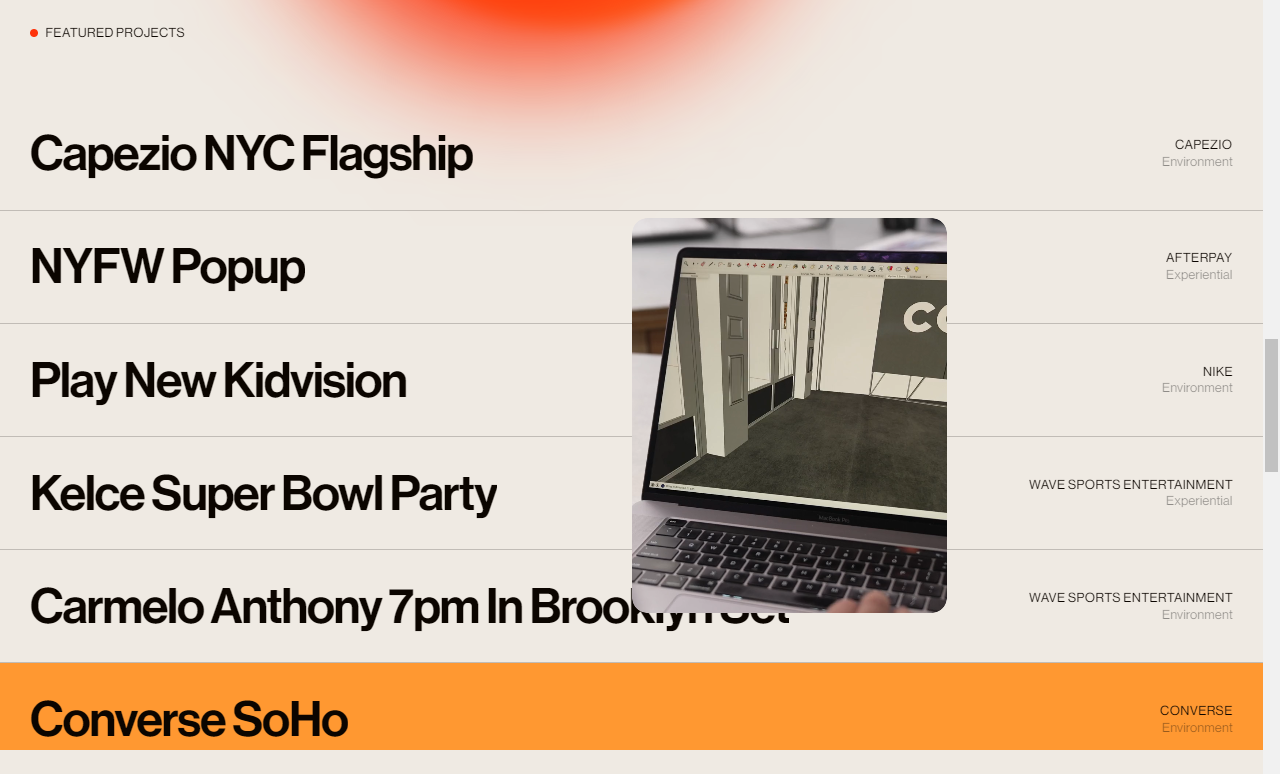 FEATURED PROJECTS
Capezio NYC Flagship
CAPEZIO
Environment
NYFW Popup
AFTERPAY
Experiential
Play New Kidvision
NIKE
Environment
Kelce Super Bowl Party
WAVE SPORTS ENTERTAINMENT
Experiential
Carmelo Anthony 7pm In Brooklyn Set
WAVE SPORTS ENTERTAINMENT
Environment
Converse SoHo
CONVERSE
Environment